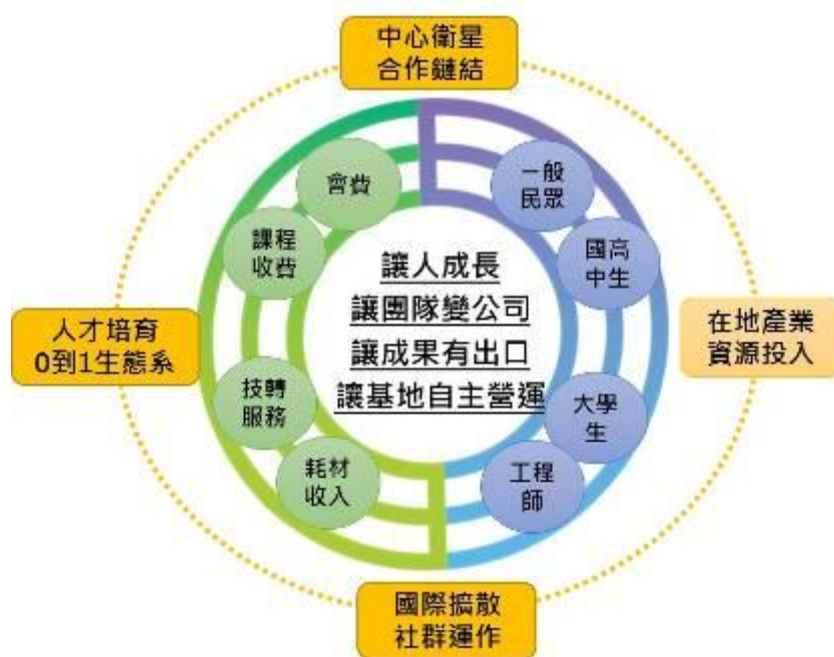 中心衛星
合作鏈結
會費
一般
民眾
課程
收費
國高
中生
讓人成長
讓團隊變公司
讓成果有出口
讓基地自主營運
人才培育
0到1生態系
在地產業
資源投入
技轉
服務
大學
生
耗材
收入
工程
師
國際擴散
社群運作